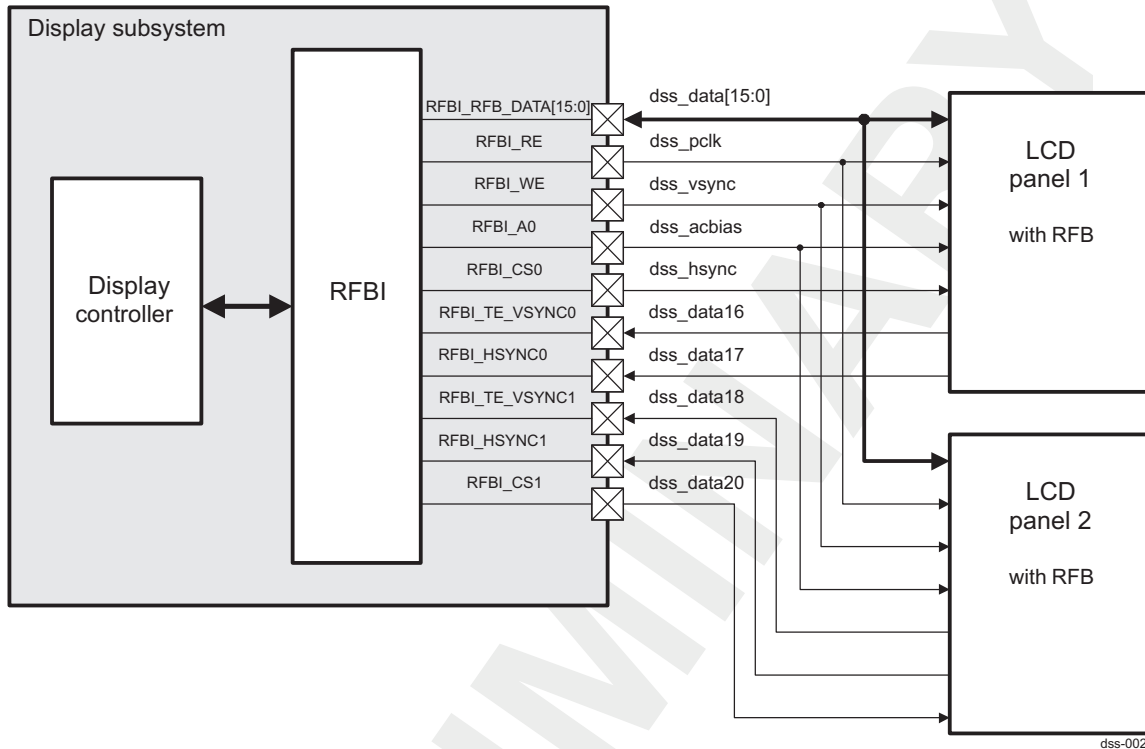 Display subsystem
Display
controller
RFBI
RFBI_RFB_DATA[15:0]
RFBI_RE
RFBI_WE
RFBI_A0
RFBI_CS0
RFBI_TE_VSYNC0
RFBI_HSYNC0
RFBI_TE_VSYNC1
RFBI_HSYNC1
RFBI_CS1
dss_data[15:0]
dss_pclk
dss_vsync
dss_acbias
dss_hsync
dss_data16
dss_data17
dss_data18
dss_data19
dss_data20
LCD
panel 1
with RFB
LCD
panel 2
with RFB
dss-002
MINARY